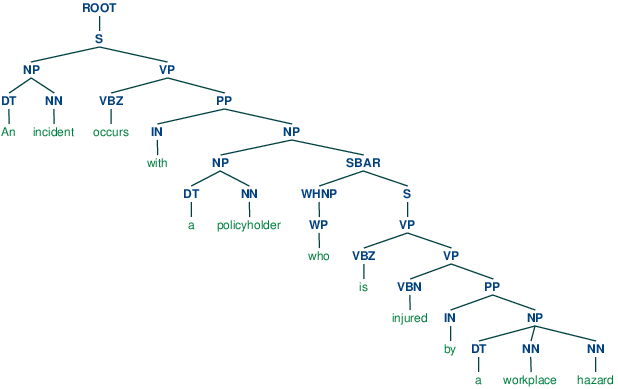 ROOT
S
NP VP
DT NN VBZ PP
An incident occurs IN NP
with NP SBAR
DT NN WHNP S
a policyholder WP VP
who VBZ VP
is VBN PP
injured IN NP
by DT NN NN
a workplace hazard